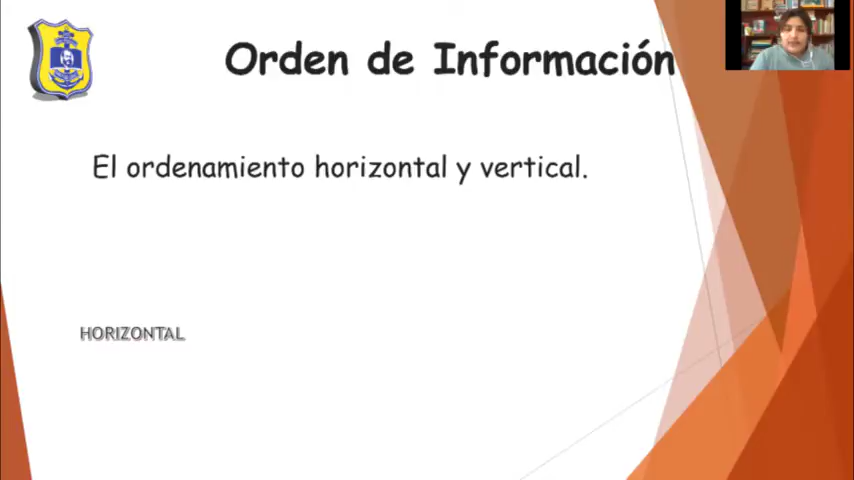 Orden de Información
El ordenamiento horizontal y vertical.
HORIZONTAL